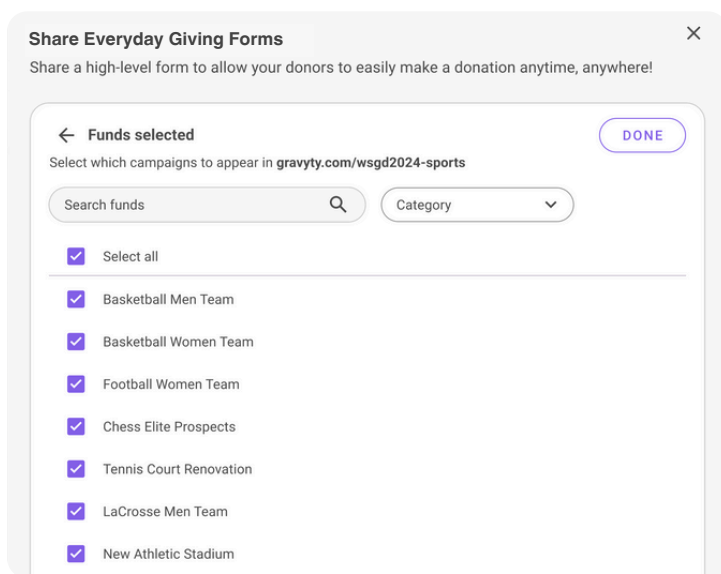 Share Everyday Giving Forms
Share a high-level form to allow your donors to easily make a donation anytime, anywhere!
Funds selected
DONE
Select which campaigns to appear in gravyty.com/wsgd2024-sports
Search funds
Category
Select all
Basketball Men Team
Basketball Women Team
Football Women Team
Chess Elite Prospects
Tennis Court Renovation
LaCrosse Men Team
New Athletic Stadium